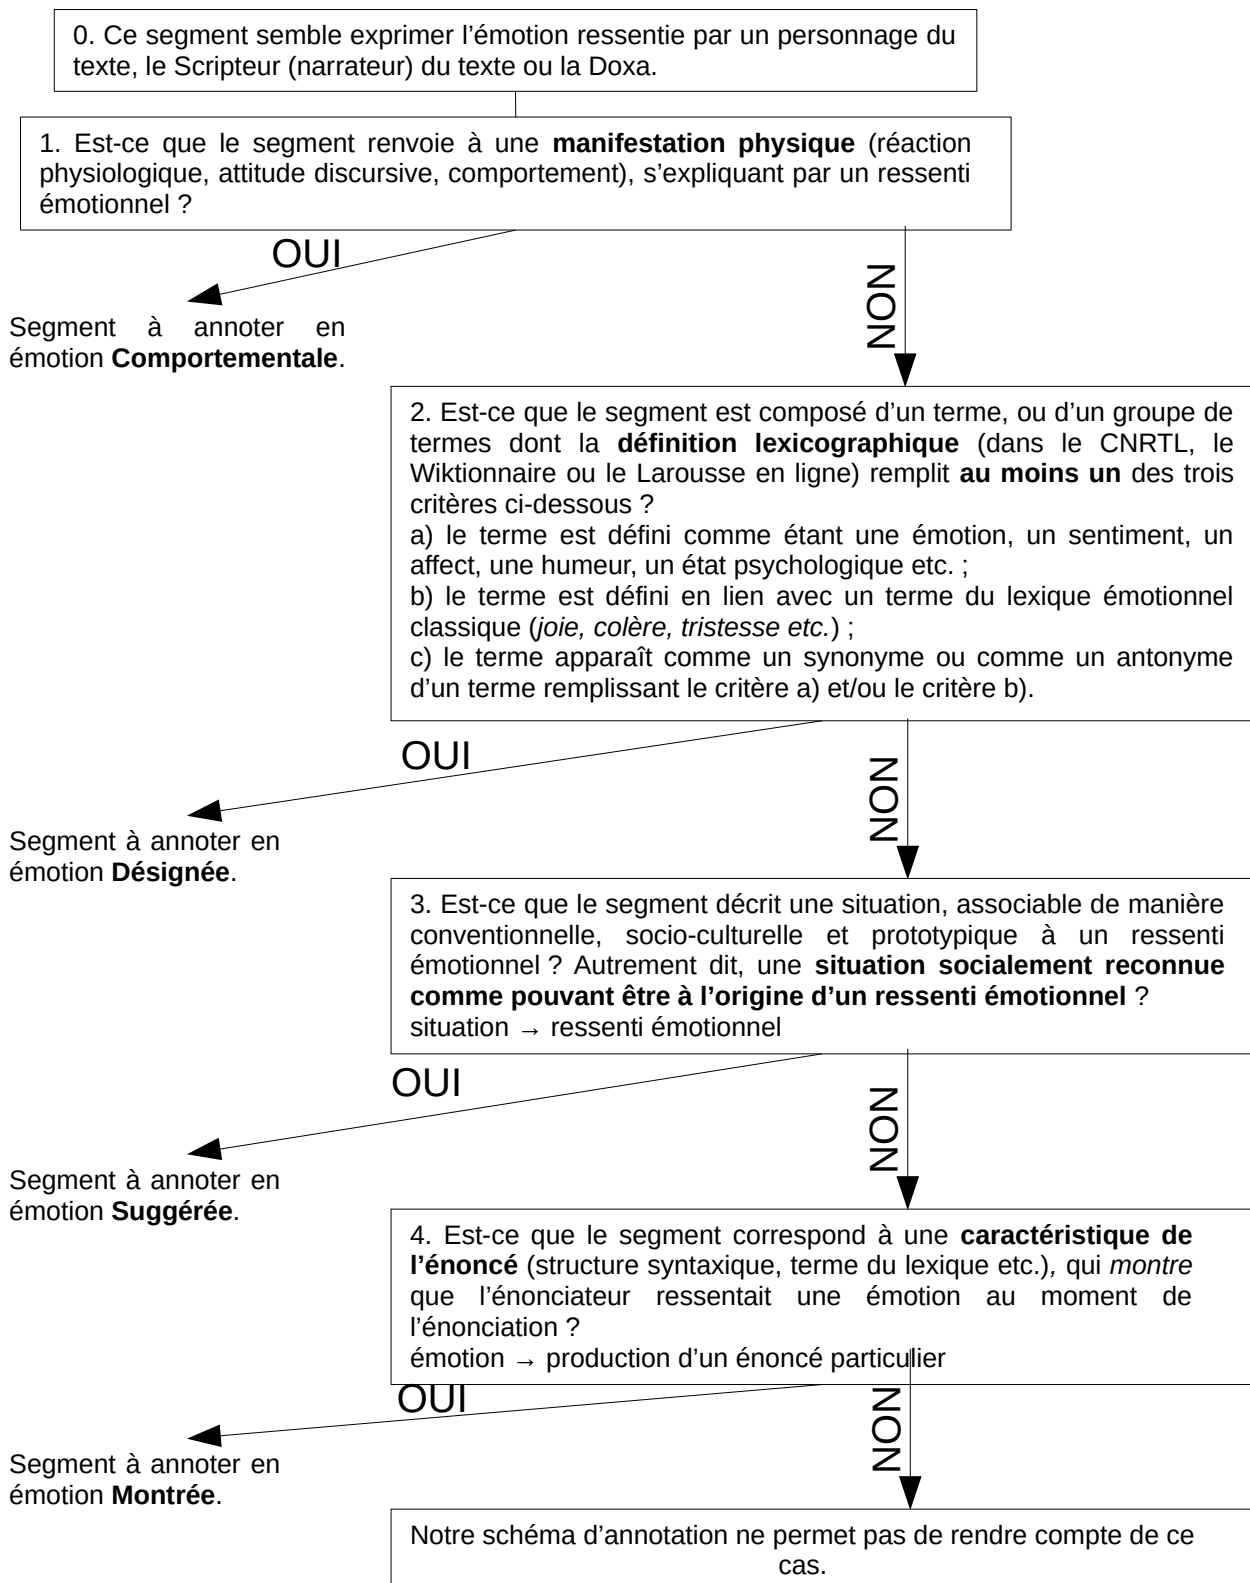 0. Ce segment semble exprimer l’émotion ressentie par un personnage du
texte, le Scripteur (narrateur) du texte ou la Doxa.
1. Est-ce que le segment renvoie à une manifestation physique (réaction
physiologique, attitude discursive, comportement), s’expliquant par un ressenti
émotionnel ?
OUI
NON
Segment à annoter en
émotion Comportementale.
2. Est-ce que le segment est composé d’un terme, ou d’un groupe de
termes dont la définition lexicographique (dans le CNRTL, le
Wiktionnaire ou le Larousse en ligne) remplit au moins un des trois
critères ci-dessous ?
a) le terme est défini comme étant une émotion, un sentiment, un
affect, une humeur, un état psychologique etc. ;
b) le terme est défini en lien avec un terme du lexique émotionnel
classique (joie, colère, tristesse etc.) ;
c) le terme apparaît comme un synonyme ou comme un antonyme
d’un terme remplissant le critère a) et/ou le critère b).
OUI
NON
Segment à annoter en
émotion Désignée.
3. Est-ce que le segment décrit une situation, associable de manière
conventionnelle, socio-culturelle et prototypique à un ressenti
émotionnel ? Autrement dit, une situation socialement reconnue
comme pouvant être à l’origine d’un ressenti émotionnel ?
situation → ressenti émotionnel
OUI
NON
Segment à annoter en
émotion Suggérée.
4. Est-ce que le segment correspond à une caractéristique de
l’énoncé (structure syntaxique, terme du lexique etc.), qui montre
que l’énonciateur ressentait une émotion au moment de
l’énonciation ?
émotion → production d’un énoncé particulier
OUI
NON
Segment à annoter en
émotion Montrée.
Notre schéma d’annotation ne permet pas de rendre compte de ce
cas.